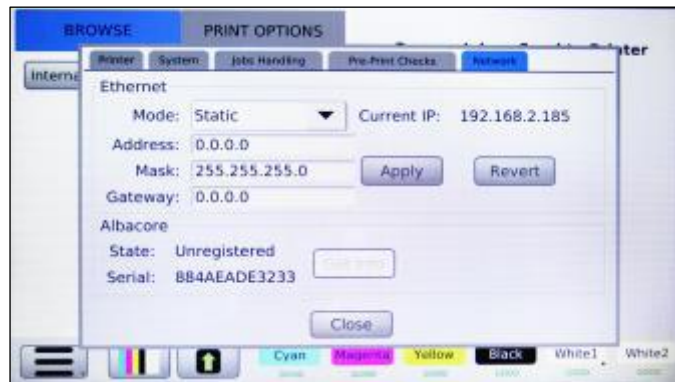 BROWSE PRINT OPTIONS
Printer System Jobs Handling Pre-Print Checks Network
Ethernet
Mode: Static Current IP: 192.168.2.185
Address: 0.0.0.0
Mask: 255.255.255.0 Apply Revert
Gateway: 0.0.0.0
Albacore
State: Unregistered
Serial: 884AEADE3233
Close
Cyan Magenta Yellow Black White1 White2